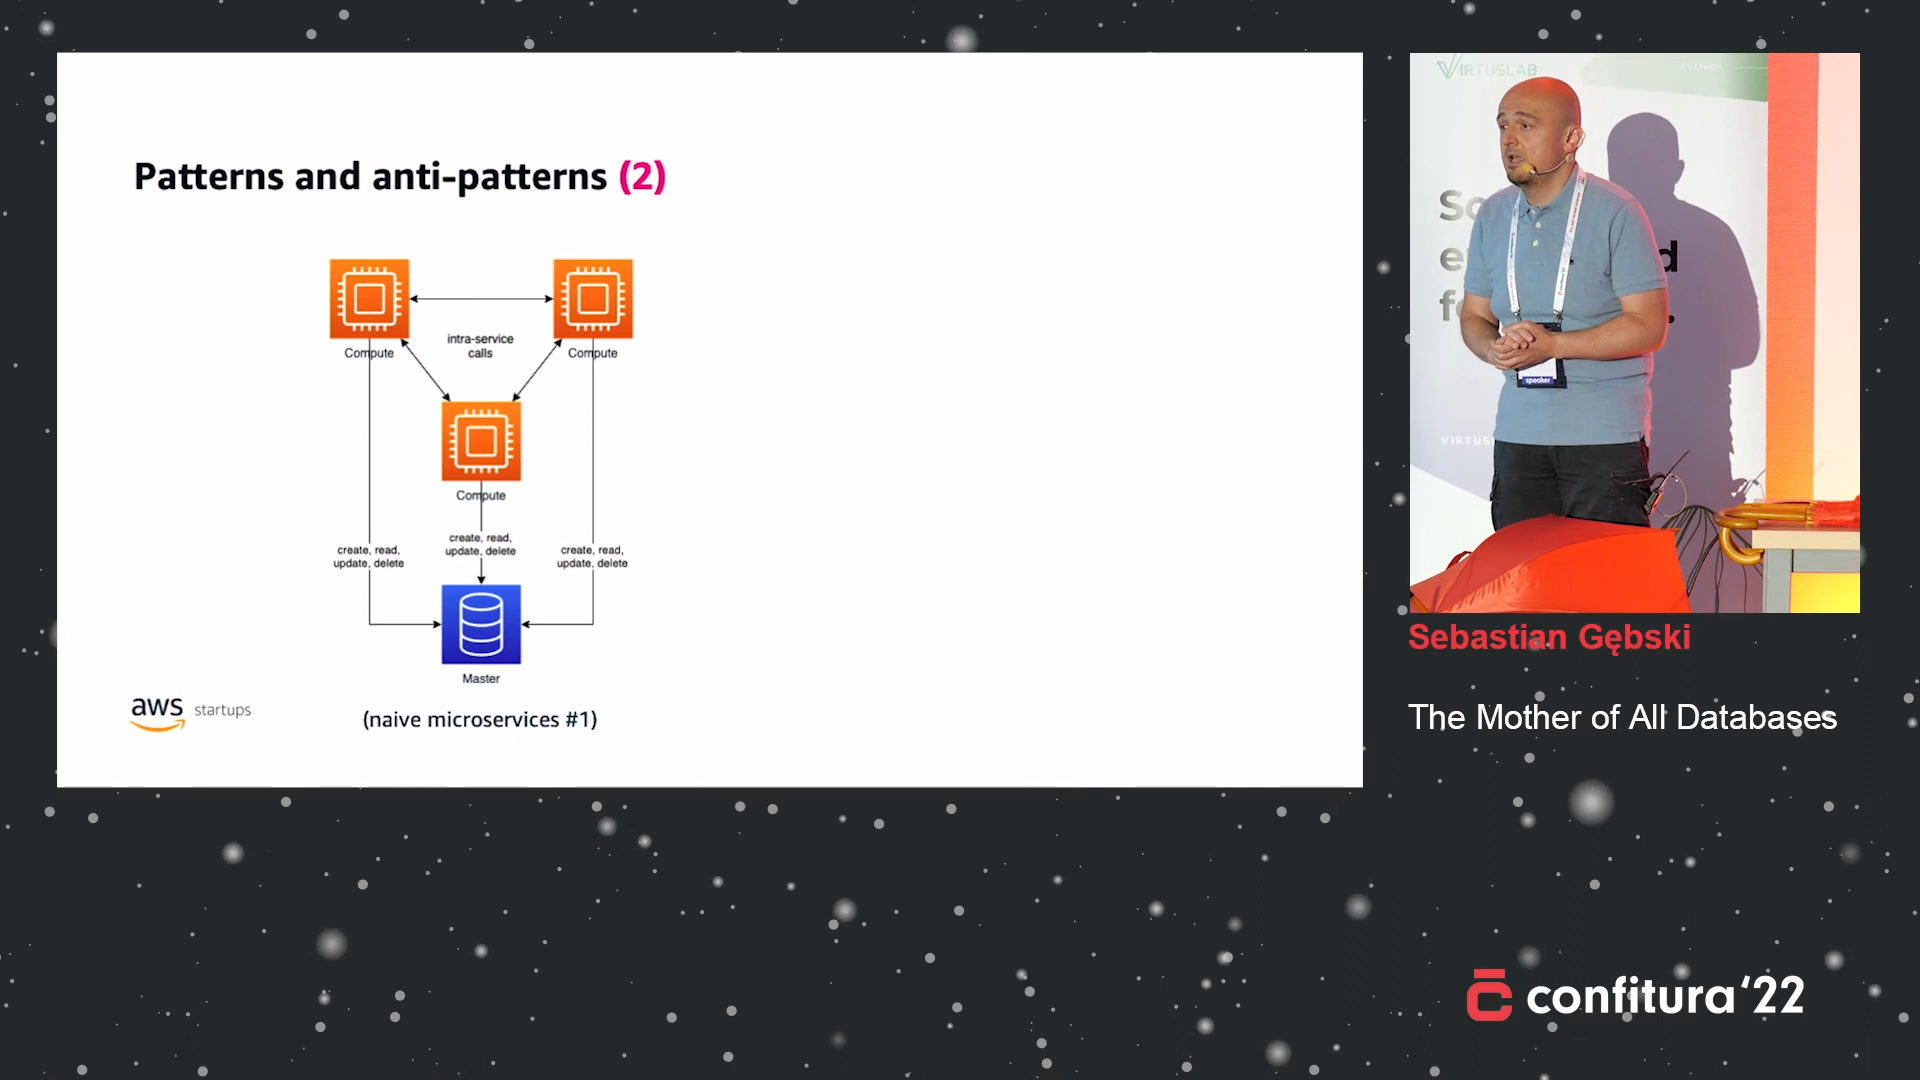 Patterns and anti-patterns (2)
intra-service
calls
Compute
Compute
Compute
create, read,
update, delete
create, read,
update, delete
create, read,
update, delete
Master
aws startups
(naive microservices #1)
VIRTUSLAB
speaker
Sebastian Gębski
The Mother of All Databases
confitura '22